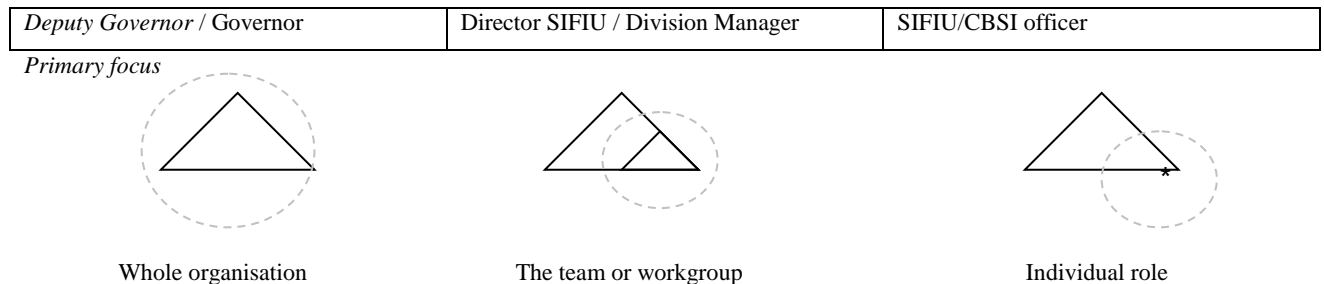 Deputy Governor / Governor Director SIFIU / Division Manager SIFIU/CBSI officer
Primary focus
*
Whole organisation The team or workgroup Individual role